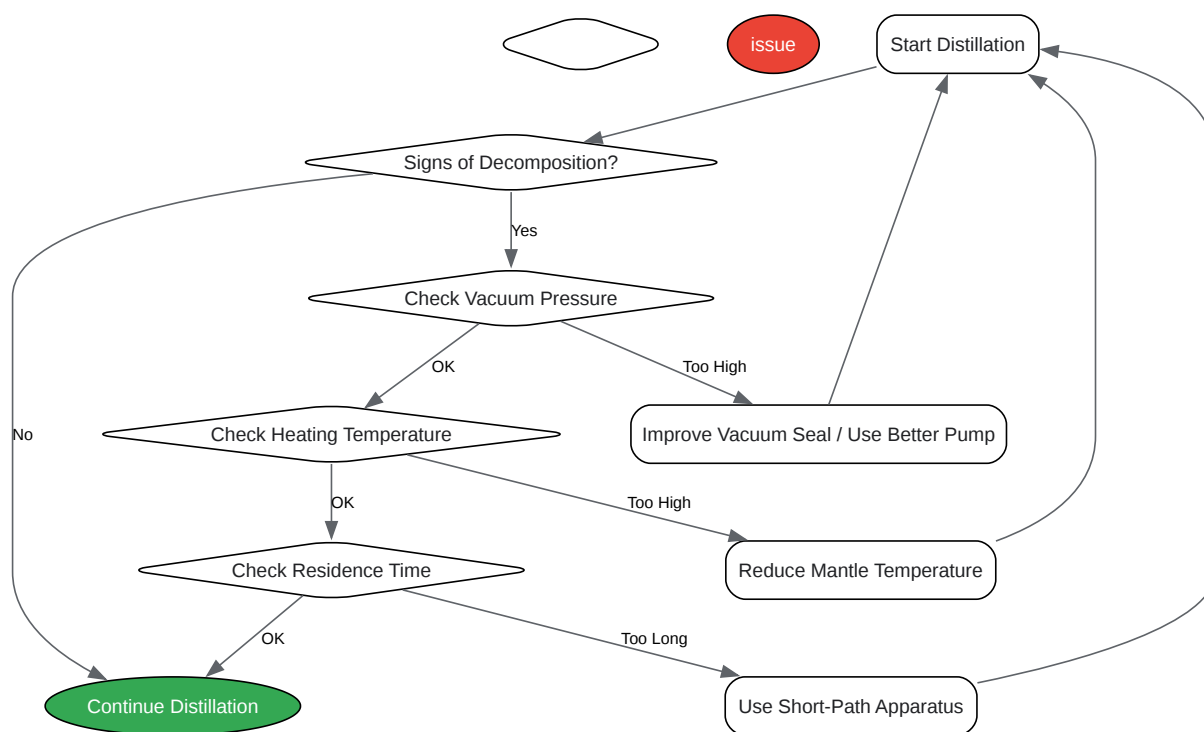 issue
Start Distillation
Signs of Decomposition?
Yes
Check Vacuum Pressure
OK
Too High
No
Check Heating Temperature
Improve Vacuum Seal / Use Better Pump
OK
Too High
Check Residence Time
Reduce Mantle Temperature
OK
Too Long
Continue Distillation
Use Short-Path Apparatus